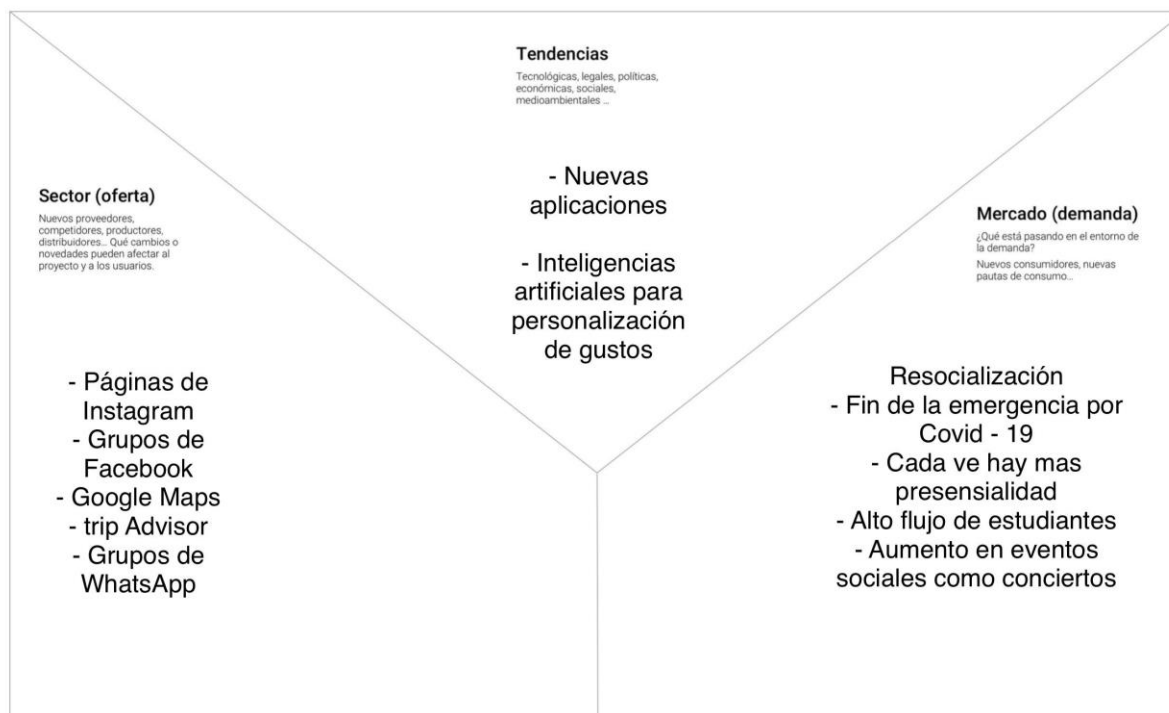 Tendencias
Tecnológicas, legales, políticas,
económicas, sociales,
medioambientales ...
- Nuevas
aplicaciones
- Inteligencias
artificiales para
personalización
de gustos
Sector (oferta)
Nuevos proveedores,
competidores, productores,
distribuidores... Qué cambios o
novedades pueden afectar al
proyecto y a los usuarios.
- Páginas de
Instagram
- Grupos de
Facebook
- Google Maps
- trip Advisor
- Grupos de
WhatsApp
Mercado (demanda)
¿Qué está pasando en el entorno de
la demanda?
Nuevos consumidores, nuevas
pautas de consumo...
Resocialización
- Fin de la emergencia por
Covid - 19
- Cada ve hay mas
presensialidad
- Alto flujo de estudiantes
- Aumento en eventos
sociales como conciertos